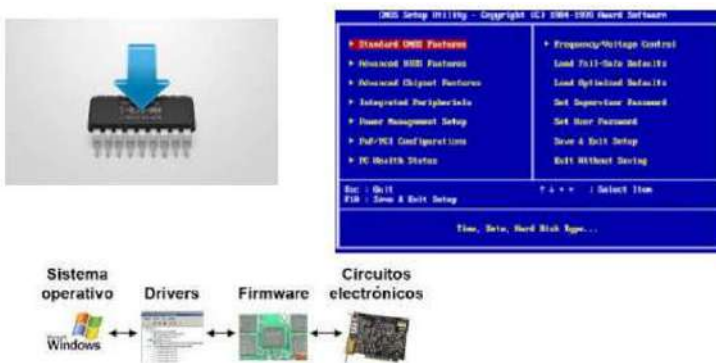 CMOS Setup Utility - Copyright (C) 1984-1999 Award Software
▶ Standard CMOS Features
▶ Advanced BIOS Features
▶ Advanced Chipset Features
▶ Integrated Peripherals
▶ Power Management Setup
▶ PnP/PCI Configurations
▶ PC Health Status
▶ Frequency/Voltage Control
Load Fail-Safe Defaults
Load Optimized Defaults
Set Supervisor Password
Set User Password
Save & Exit Setup
Exit Without Saving
Esc : Quit
F10 : Save & Exit Setup
: Select Item
Time, Date, Hard Disk Type...
Sistema operativo
Drivers
Firmware
Circuitos electrónicos
Microsoft
Windows